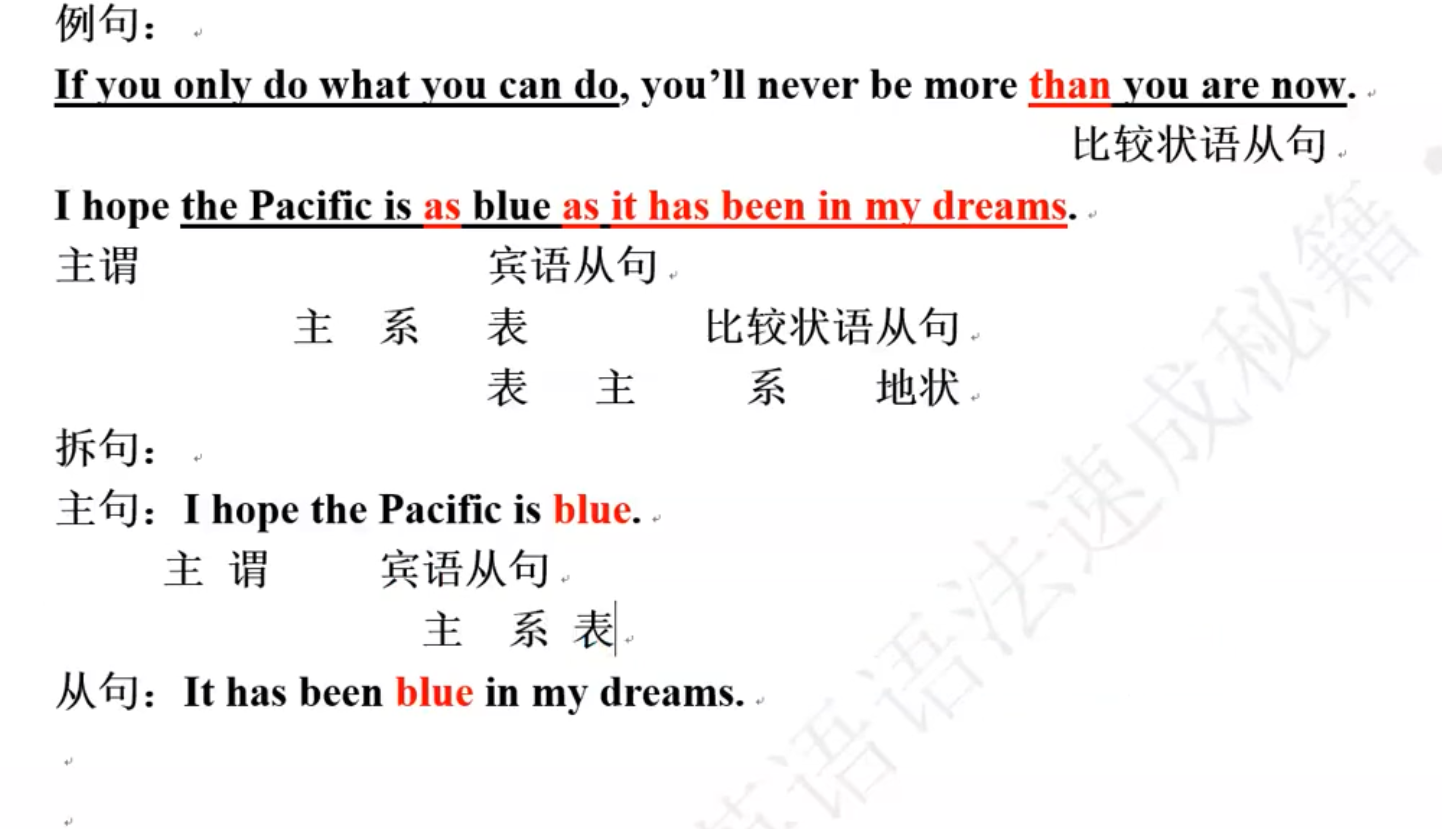 例句：
If you only do what you can do, you’ll never be more than you are now.
比较状语从句
I hope the Pacific is as blue as it has been in my dreams.
主谓 宾语从句
主 系 表 比较状语从句
表 主 系 地状
拆句：
主句：I hope the Pacific is blue.
主 谓 宾语从句
主 系 表
从句：It has been blue in my dreams.
英语语法速成秘籍